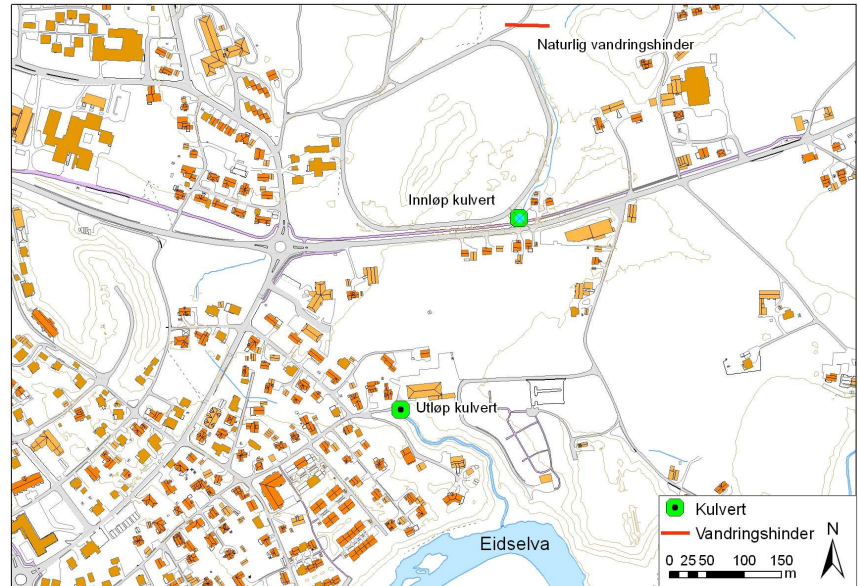 Naturlig vandringshinder
Innløp kulvert
Utløp kulvert
Eidselva
Kulvert
Vandringshinder
N
0 25 50 100 150
m